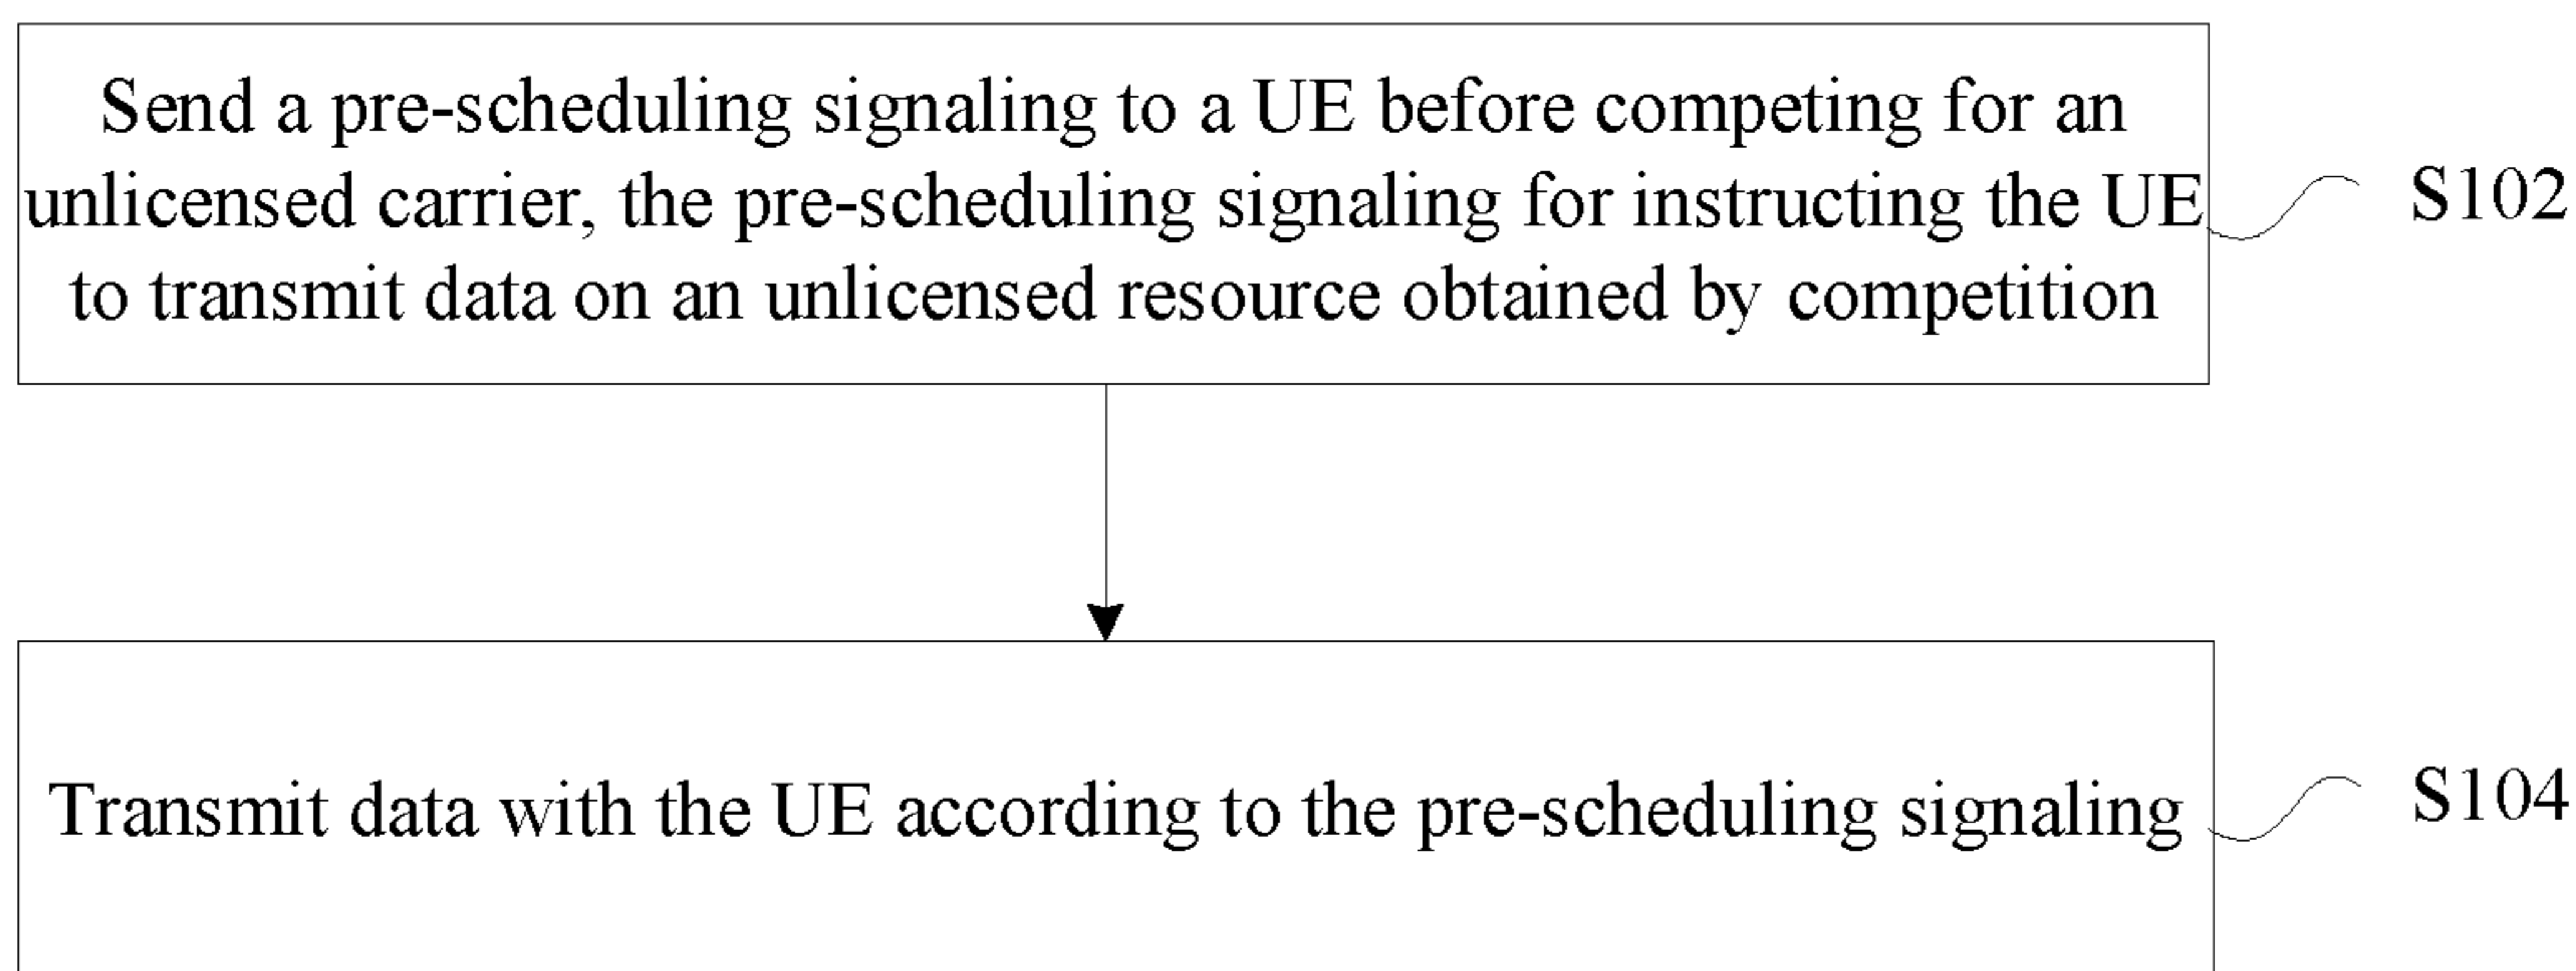 Send a pre-scheduling signaling to a UE before competing for an
unlicensed carrier, the pre-scheduling signaling for instructing the UE
to transmit data on an unlicensed resource obtained by competition
S102
Transmit data with the UE according to the pre-scheduling signaling
S104